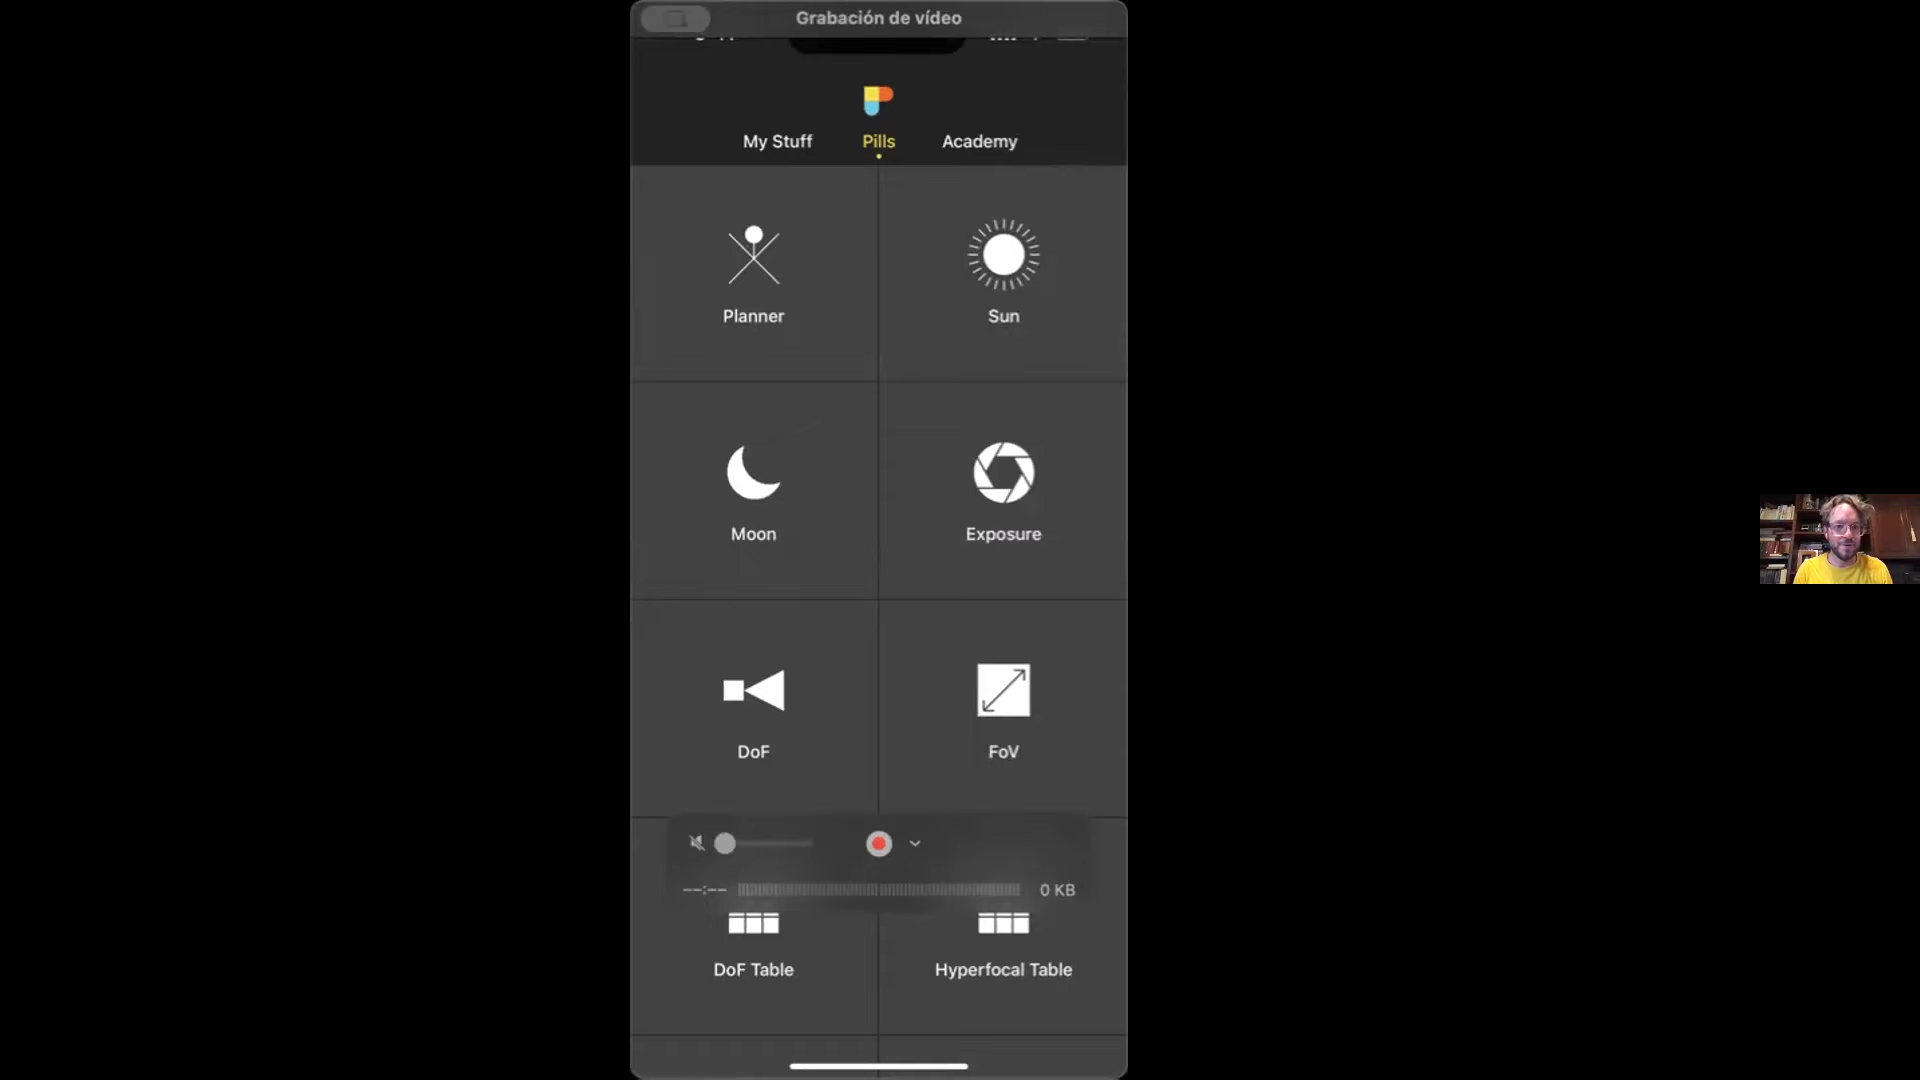 Grabación de vídeo
My Stuff
Pills
Academy
Planner
Sun
Moon
Exposure
DoF
FoV
--:--
0 KB
DoF Table
Hyperfocal Table